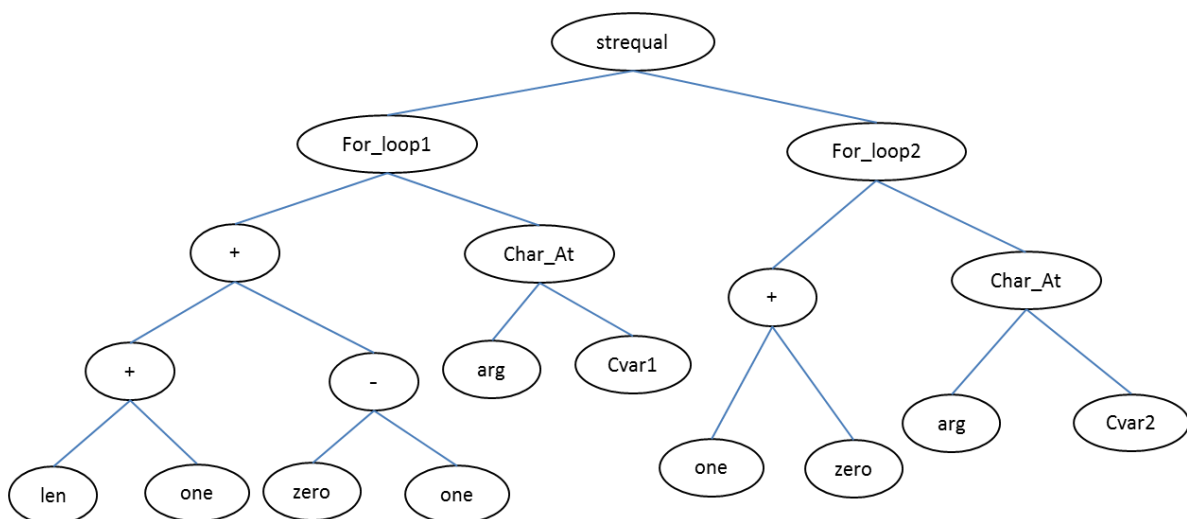 strequal
For_loop1
For_loop2
+
Char_At
+
Char_At
+
-
arg
Cvar1
arg
Cvar2
len
one
zero
one
one
zero